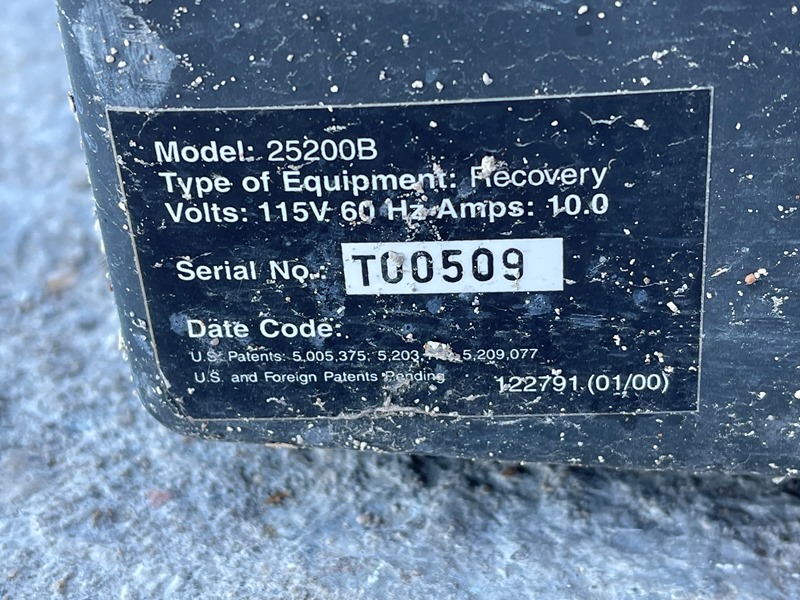 Model: 25200B
Type of Equipment: Recovery
Volts: 115V 60 Hz Amps: 10.0
Serial No.: T00509
Date Code:
U.S. Patents: 5,005,375; 5,203, 5,209,077
U.S. and Foreign Patents Pending
122791 (01/00)